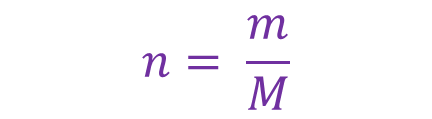 n = m/M